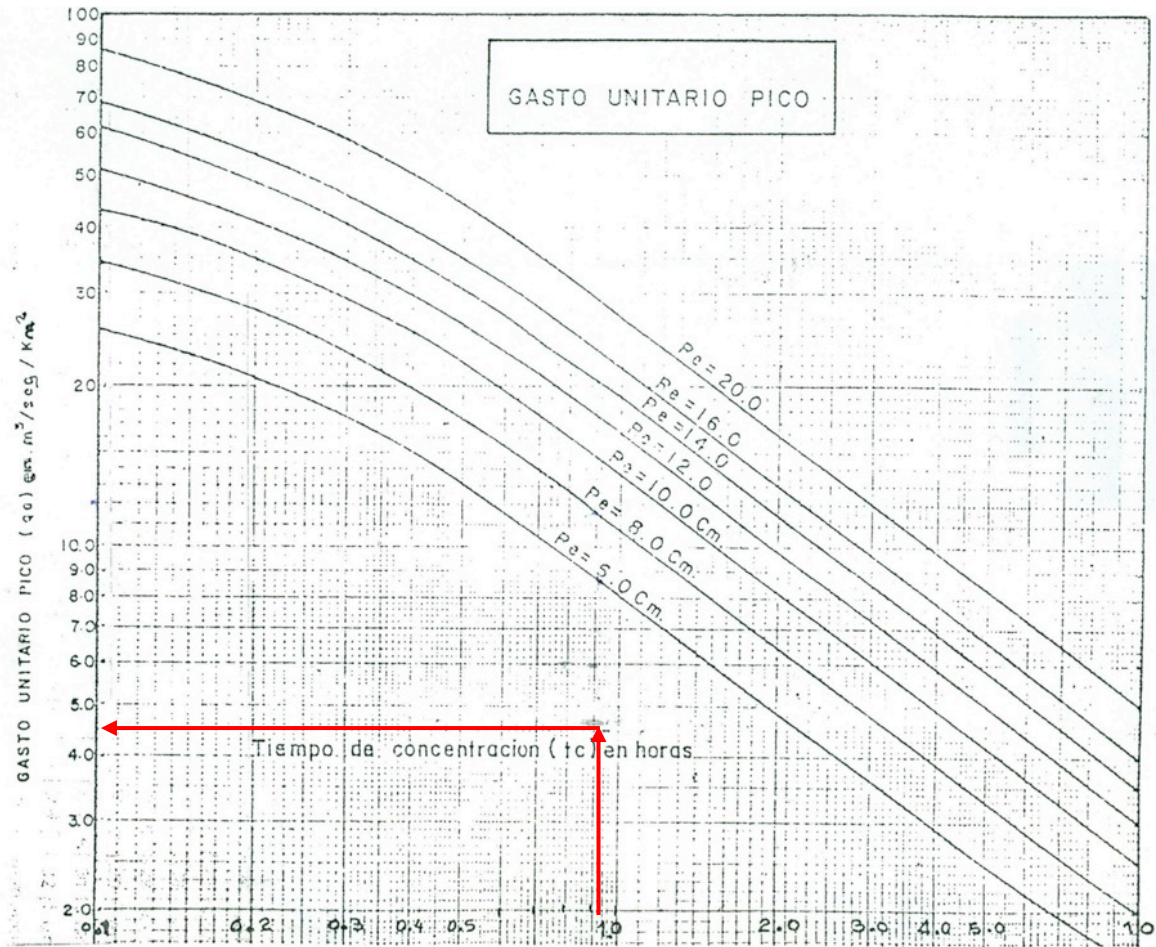 GASTO UNITARIO PICO
100
90
80
70
60
50
40
30
20
10.0
9.0
8.0
7.0
6.0
5.0
4.0
3.0
2.0
GASTO UNITARIO PICO (qo) en m³/seg/Km²
Pe=20.0
Pe=16.0
Pe=14.0
Pe=12.0
Pe=10.0 Cm.
Pe=8.0 Cm.
Pe=6.0 Cm.
Tiempo de concentracion (tc) en horas
0.2
0.3
0.4
0.5
1.0
2.0
3.0
4.0
5.0